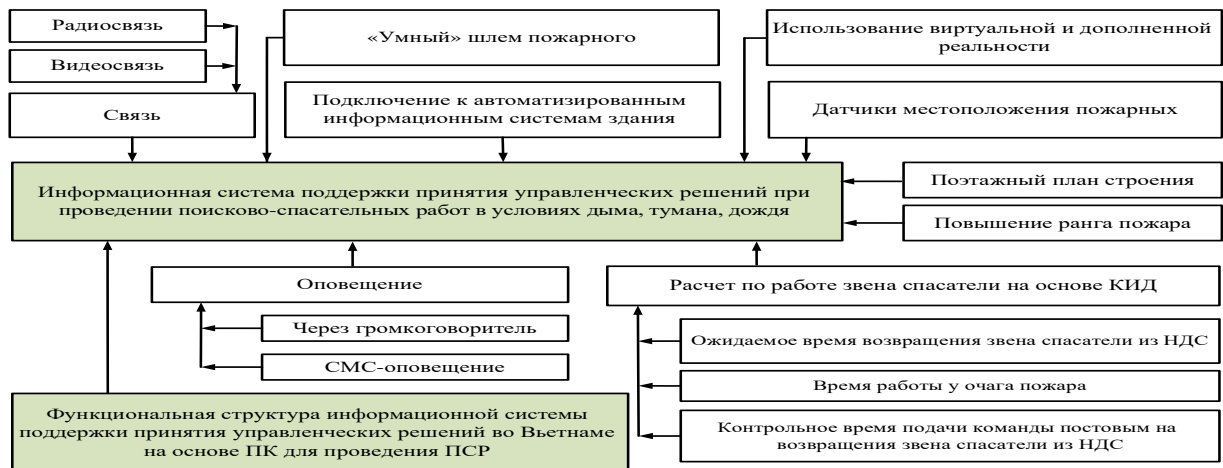 Радиосвязь
Видеосвязь
Связь
«Умный» шлем пожарного
Подключение к автоматизированным
информационным системам здания
Использование виртуальной и дополненной
реальности
Датчики местоположения пожарных
Информационная система поддержки принятия управленческих решений при
проведении поисково-спасательных работ в условиях дыма, тумана, дождя
Поэтажный план строения
Повышение ранга пожара
Оповещение
Через громкоговоритель
СМС-оповещение
Расчет по работе звена спасатели на основе КИД
Ожидаемое время возвращения звена спасатели из НДС
Время работы у очага пожара
Контрольное время подачи команды постовым на
возвращения звена спасатели из НДС
Функциональная структура информационной системы
поддержки принятия управленческих решений во Вьетнаме
на основе ПК для проведения ПСР